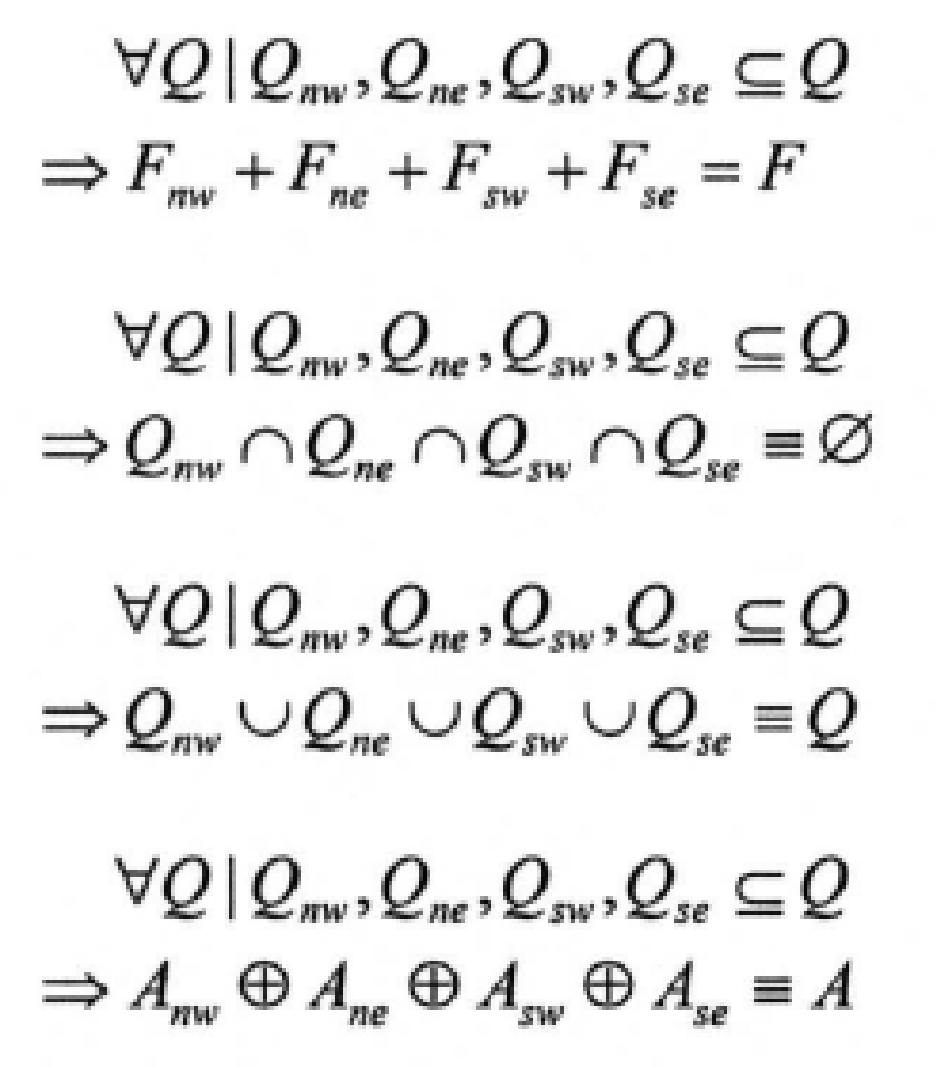 ∀Q | Q_nw, Q_ne, Q_sw, Q_se ⊆ Q
⇒ F_nw + F_ne + F_sw + F_se = F
∀Q | Q_nw, Q_ne, Q_sw, Q_se ⊆ Q
⇒ Q_nw ∩ Q_ne ∩ Q_sw ∩ Q_se ≡ ∅
∀Q | Q_nw, Q_ne, Q_sw, Q_se ⊆ Q
⇒ Q_nw ∪ Q_ne ∪ Q_sw ∪ Q_se ≡ Q
∀Q | Q_nw, Q_ne, Q_sw, Q_se ⊆ Q
⇒ A_nw ⊕ A_ne ⊕ A_sw ⊕ A_se ≡ A